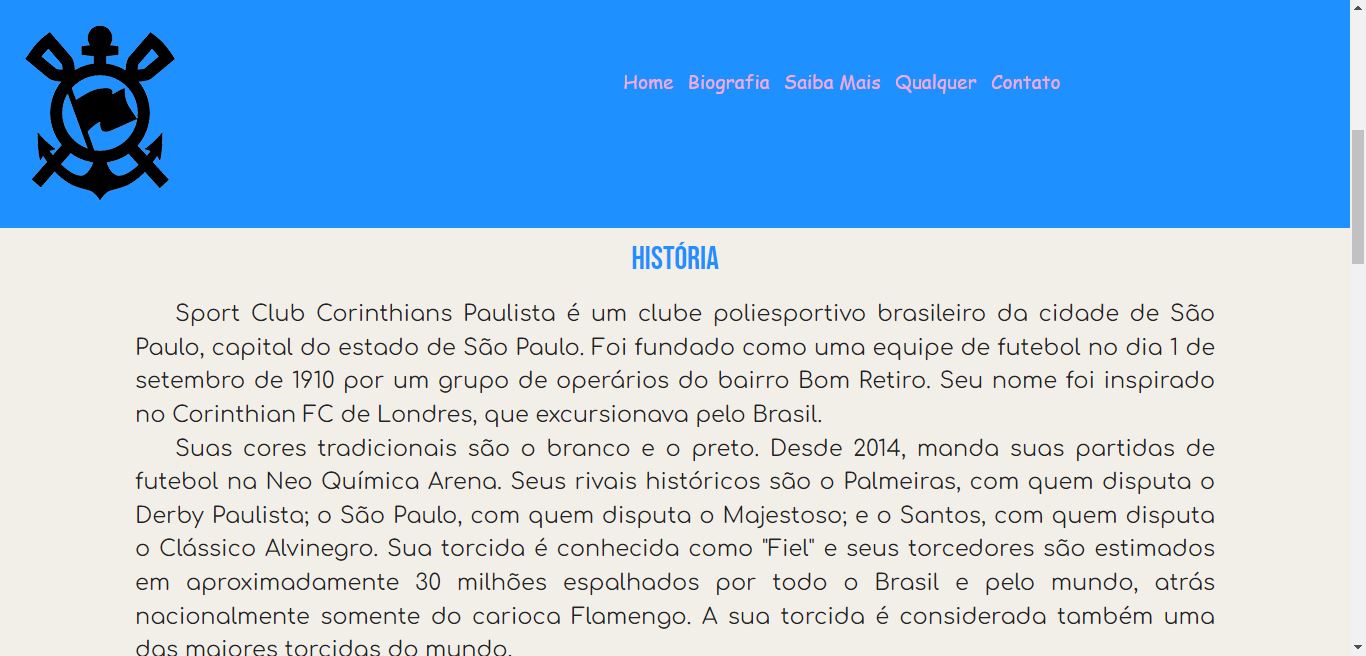 Home Biografia Saiba Mais Qualquer Contato
HISTÓRIA
Sport Club Corinthians Paulista é um clube poliesportivo brasileiro da cidade de São
Paulo, capital do estado de São Paulo. Foi fundado como uma equipe de futebol no dia 1 de
setembro de 1910 por um grupo de operários do bairro Bom Retiro. Seu nome foi inspirado
no Corinthian FC de Londres, que excursionava pelo Brasil.
Suas cores tradicionais são o branco e o preto. Desde 2014, manda suas partidas de
futebol na Neo Química Arena. Seus rivais históricos são o Palmeiras, com quem disputa o
Derby Paulista; o São Paulo, com quem disputa o Majestoso; e o Santos, com quem disputa
o Clássico Alvinegro. Sua torcida é conhecida como "Fiel" e seus torcedores são estimados
em aproximadamente 30 milhões espalhados por todo o Brasil e pelo mundo, atrás
nacionalmente somente do carioca Flamengo. A sua torcida é considerada também uma
das maiores torcidas do mundo.